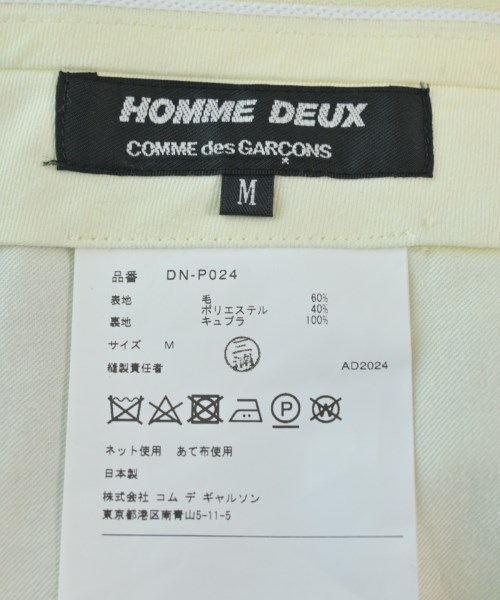 HOMME DEUX
COMME des GARÇONS
M
品番 DN-P024
表地 毛 60%
ポリエステル 40%
裏地 キュプラ 100%
サイズ M
三浦
縫製責任者 AD2024
P W
ネット使用 あて布使用
日本製
株式会社 コム デ ギャルソン
東京都港区南青山5-11-5